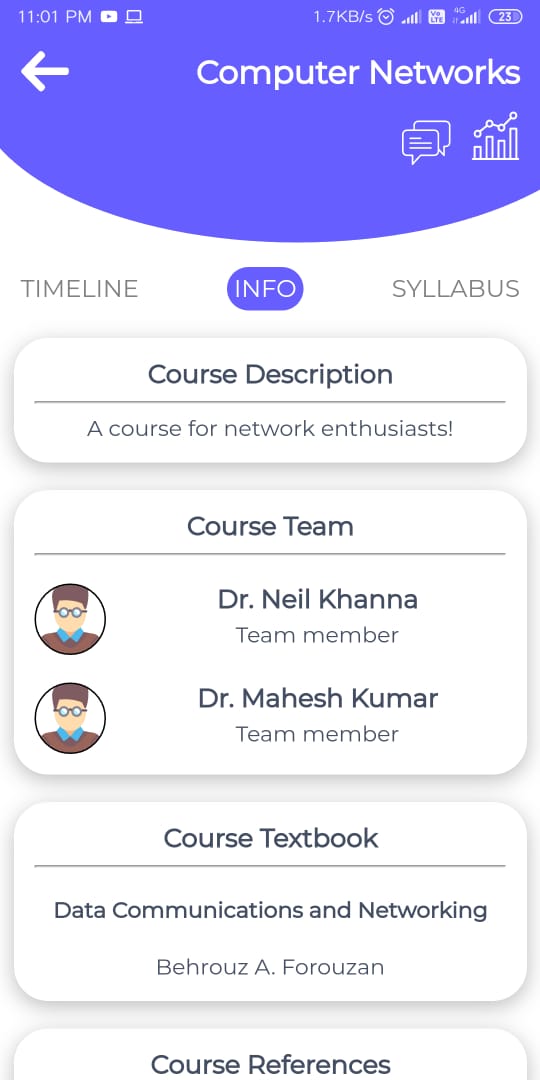 11:01 PM 1.7KB/s Vo LTE 4G 23
Computer Networks
TIMELINE INFO SYLLABUS
Course Description
A course for network enthusiasts!
Course Team
Dr. Neil Khanna
Team member
Dr. Mahesh Kumar
Team member
Course Textbook
Data Communications and Networking
Behrouz A. Forouzan
Course References